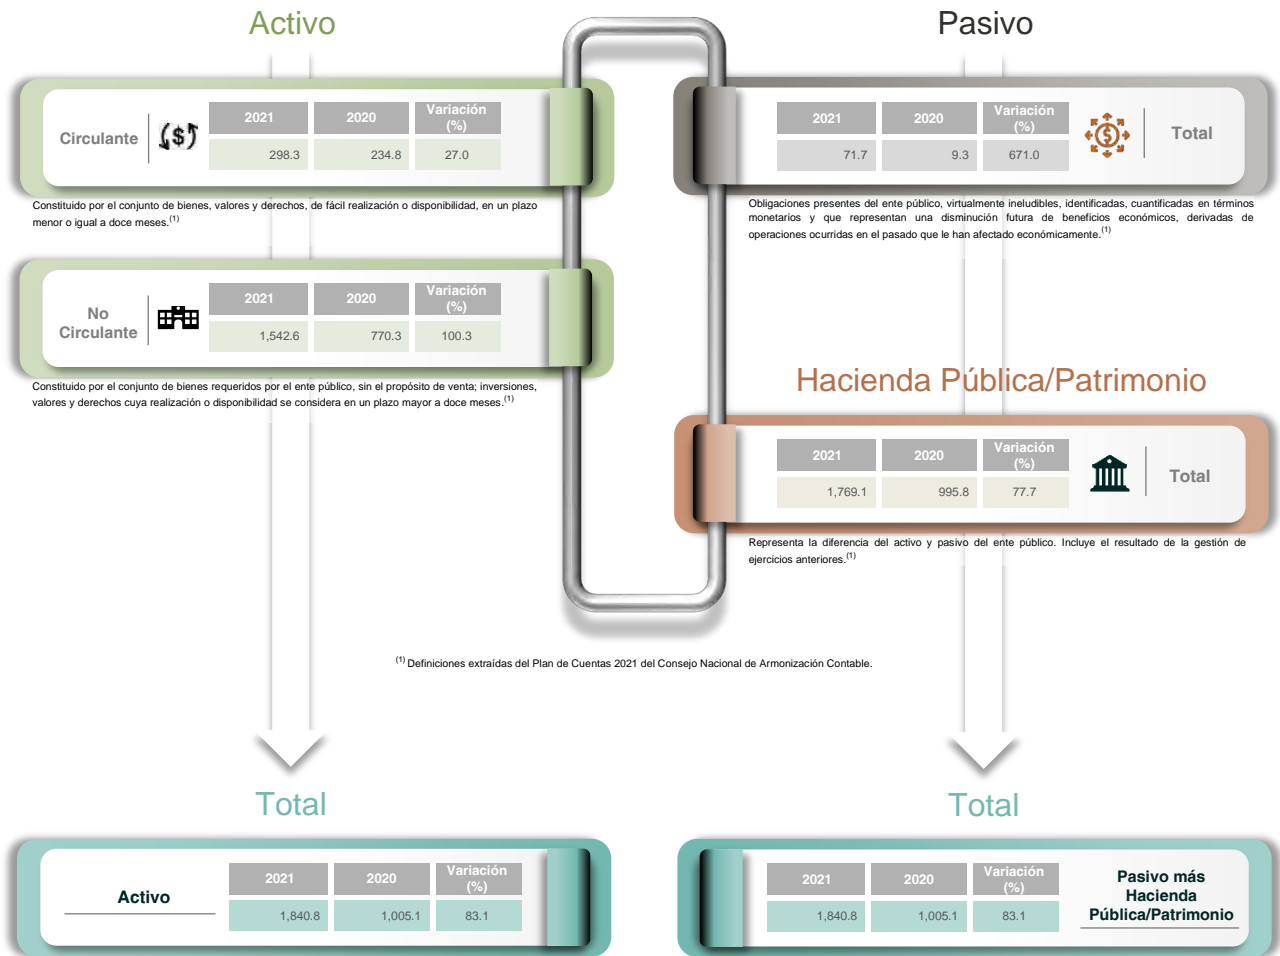 Activo
Circulante
2021 2020 Variación (%)
298.3 234.8 27.0
Constituido por el conjunto de bienes, valores y derechos, de fácil realización o disponibilidad, en un plazo
menor o igual a doce meses.(1)
No
Circulante
2021 2020 Variación (%)
1,542.6 770.3 100.3
Constituido por el conjunto de bienes requeridos por el ente público, sin el propósito de venta; inversiones,
valores y derechos cuya realización o disponibilidad se considera en un plazo mayor a doce meses.(1)
Pasivo
2021 2020 Variación (%)
71.7 9.3 671.0
Total
Obligaciones presentes del ente público, virtualmente ineludibles, identificadas, cuantificadas en términos
monetarios y que representan una disminución futura de beneficios económicos, derivadas de
operaciones ocurridas en el pasado que le han afectado económicamente.(1)
Hacienda Pública/Patrimonio
2021 2020 Variación (%)
1,769.1 995.8 77.7
Total
Representa la diferencia del activo y pasivo del ente público. Incluye el resultado de la gestión de
ejercicios anteriores.(1)
(1) Definiciones extraídas del Plan de Cuentas 2021 del Consejo Nacional de Armonización Contable.
Total
Activo
2021 2020 Variación (%)
1,840.8 1,005.1 83.1
Total
2021 2020 Variación (%)
1,840.8 1,005.1 83.1
Pasivo más
Hacienda
Pública/Patrimonio